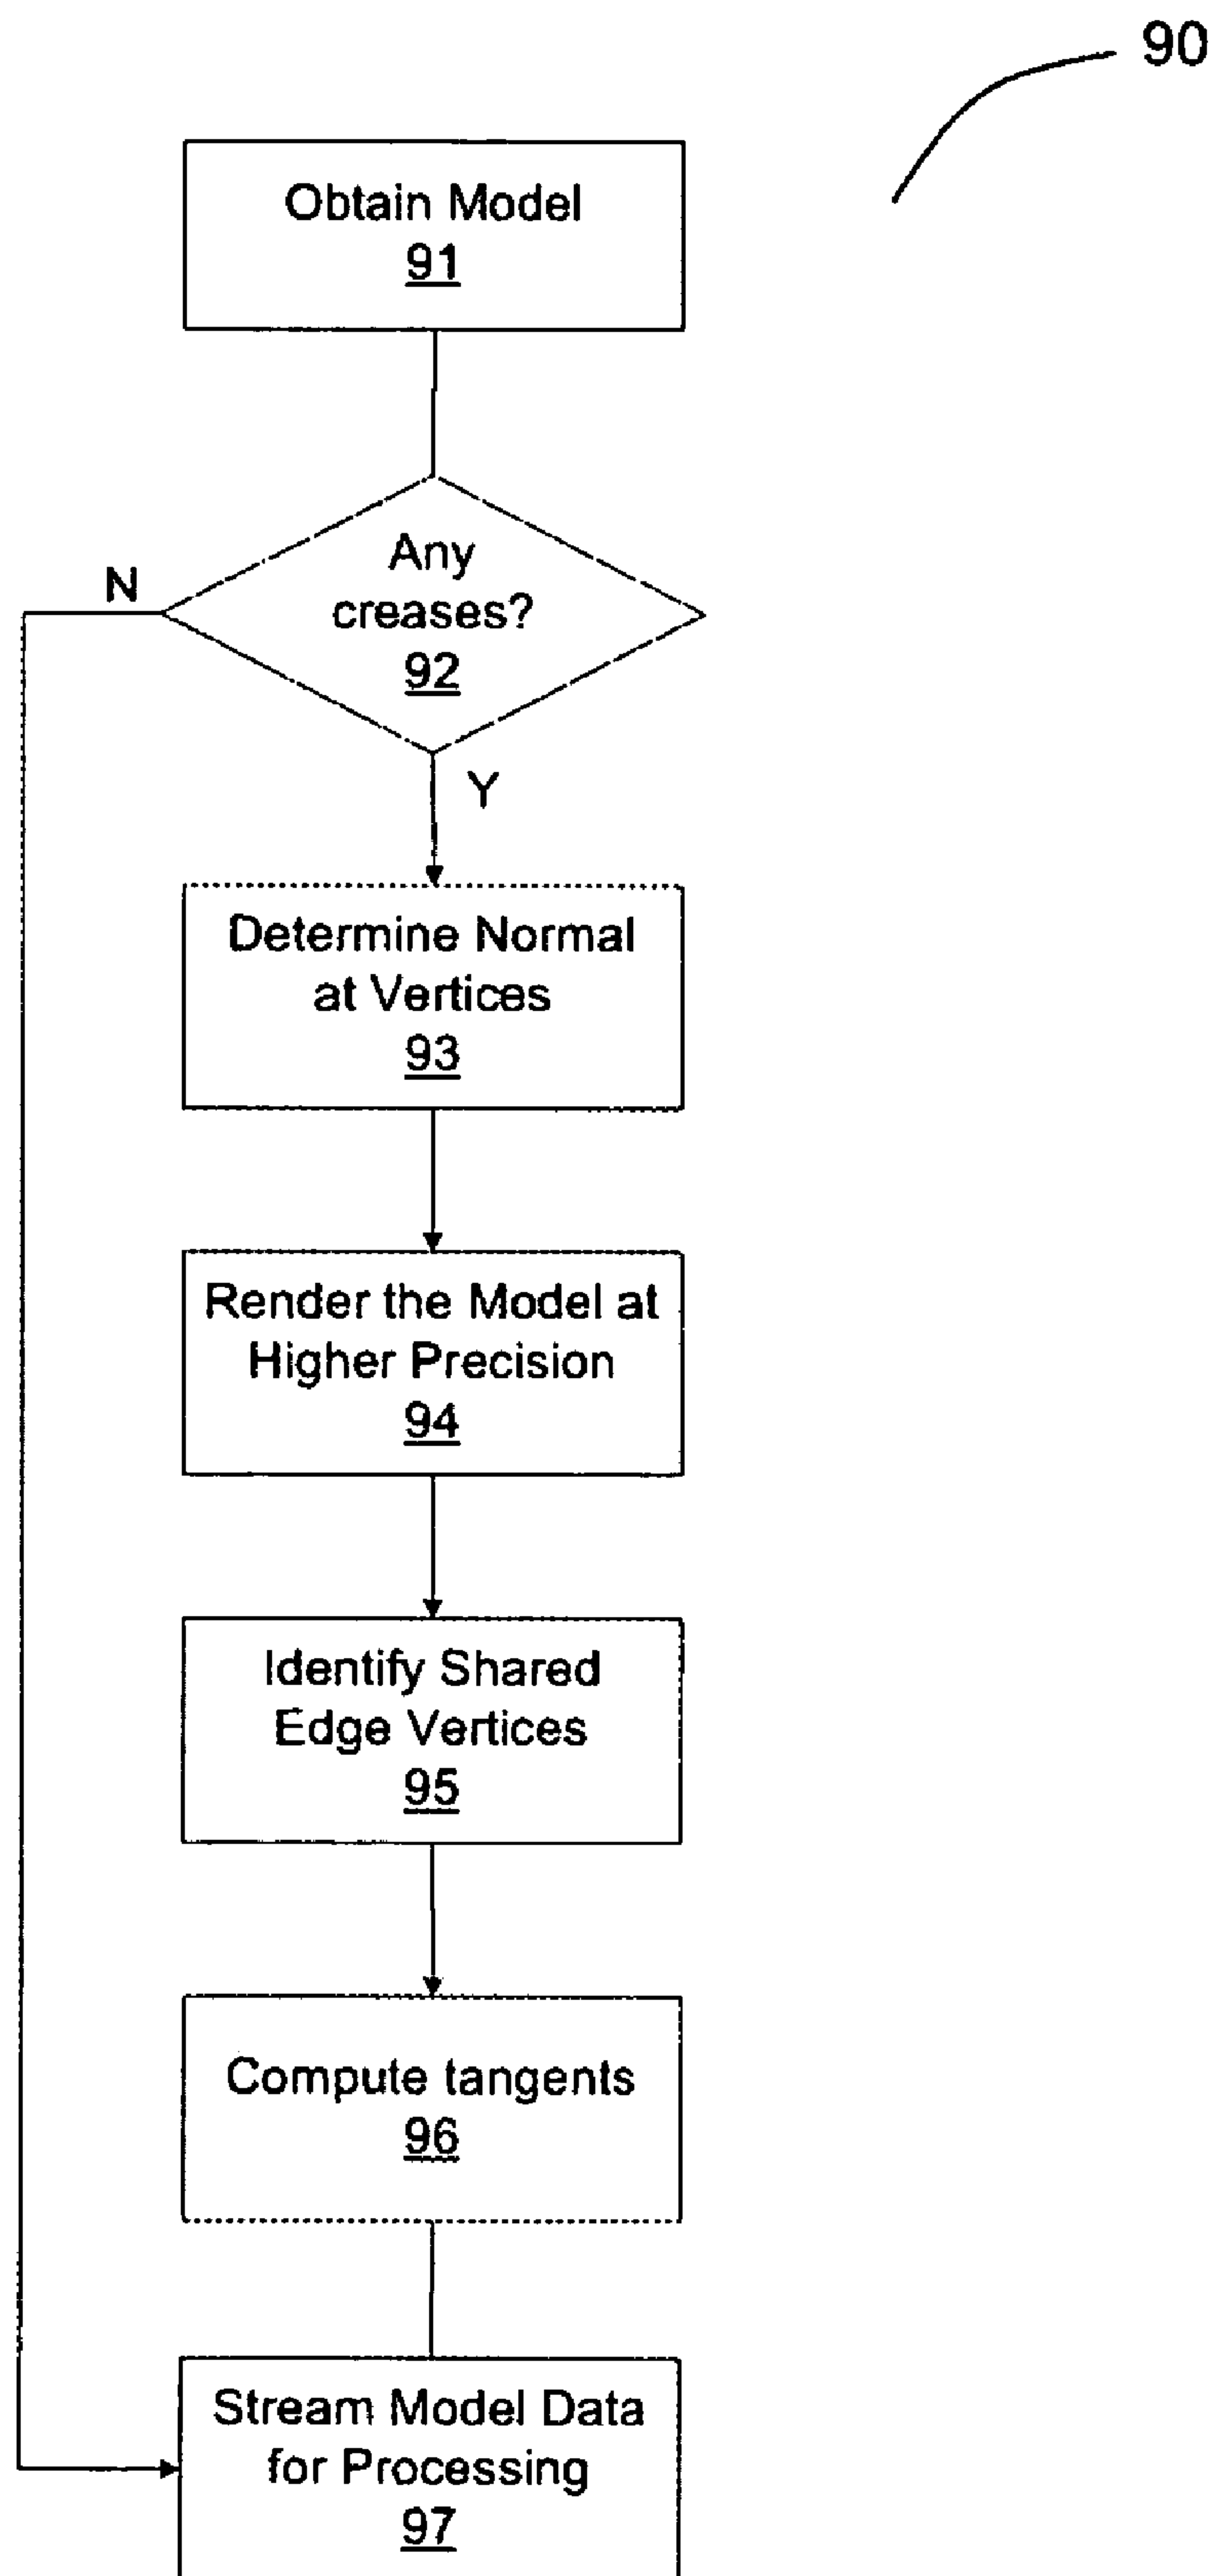 90
Obtain Model
91
Any
creases?
92
N
Y
Determine Normal
at Vertices
93
Render the Model at
Higher Precision
94
Identify Shared
Edge Vertices
95
Compute tangents
96
Stream Model Data
for Processing
97